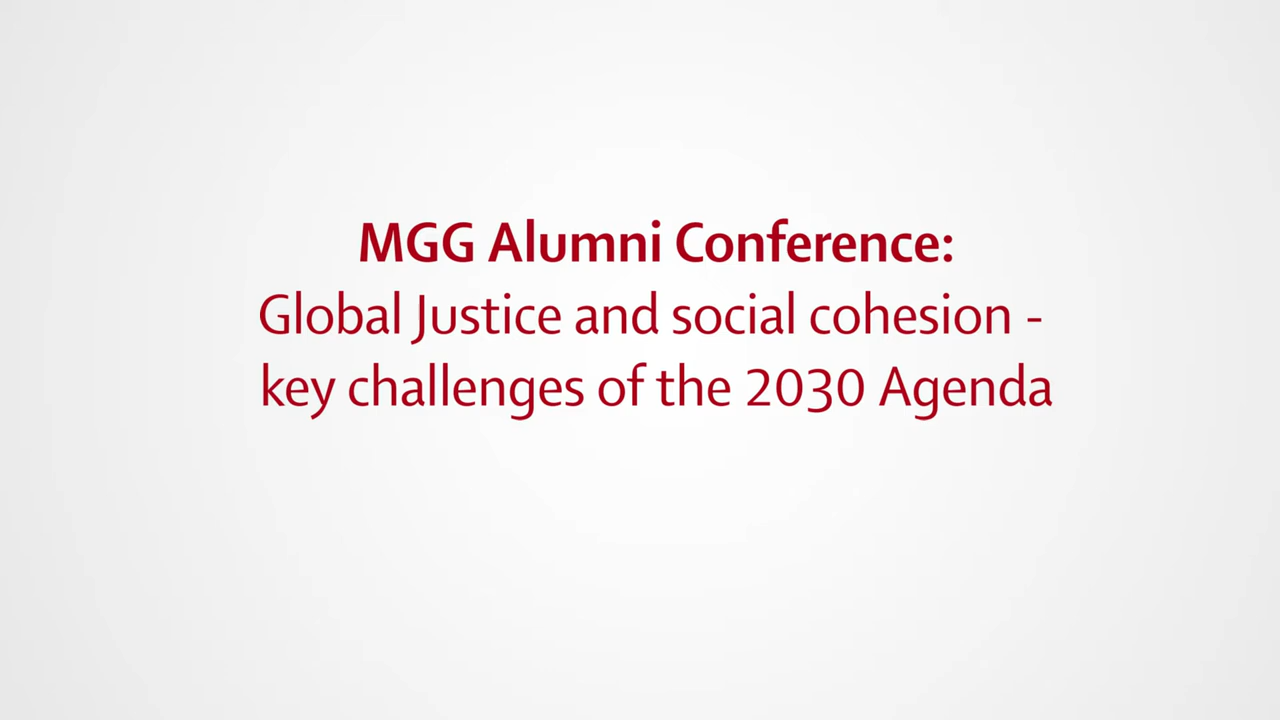 MGG Alumni Conference:
Global Justice and social cohesion -
key challenges of the 2030 Agenda